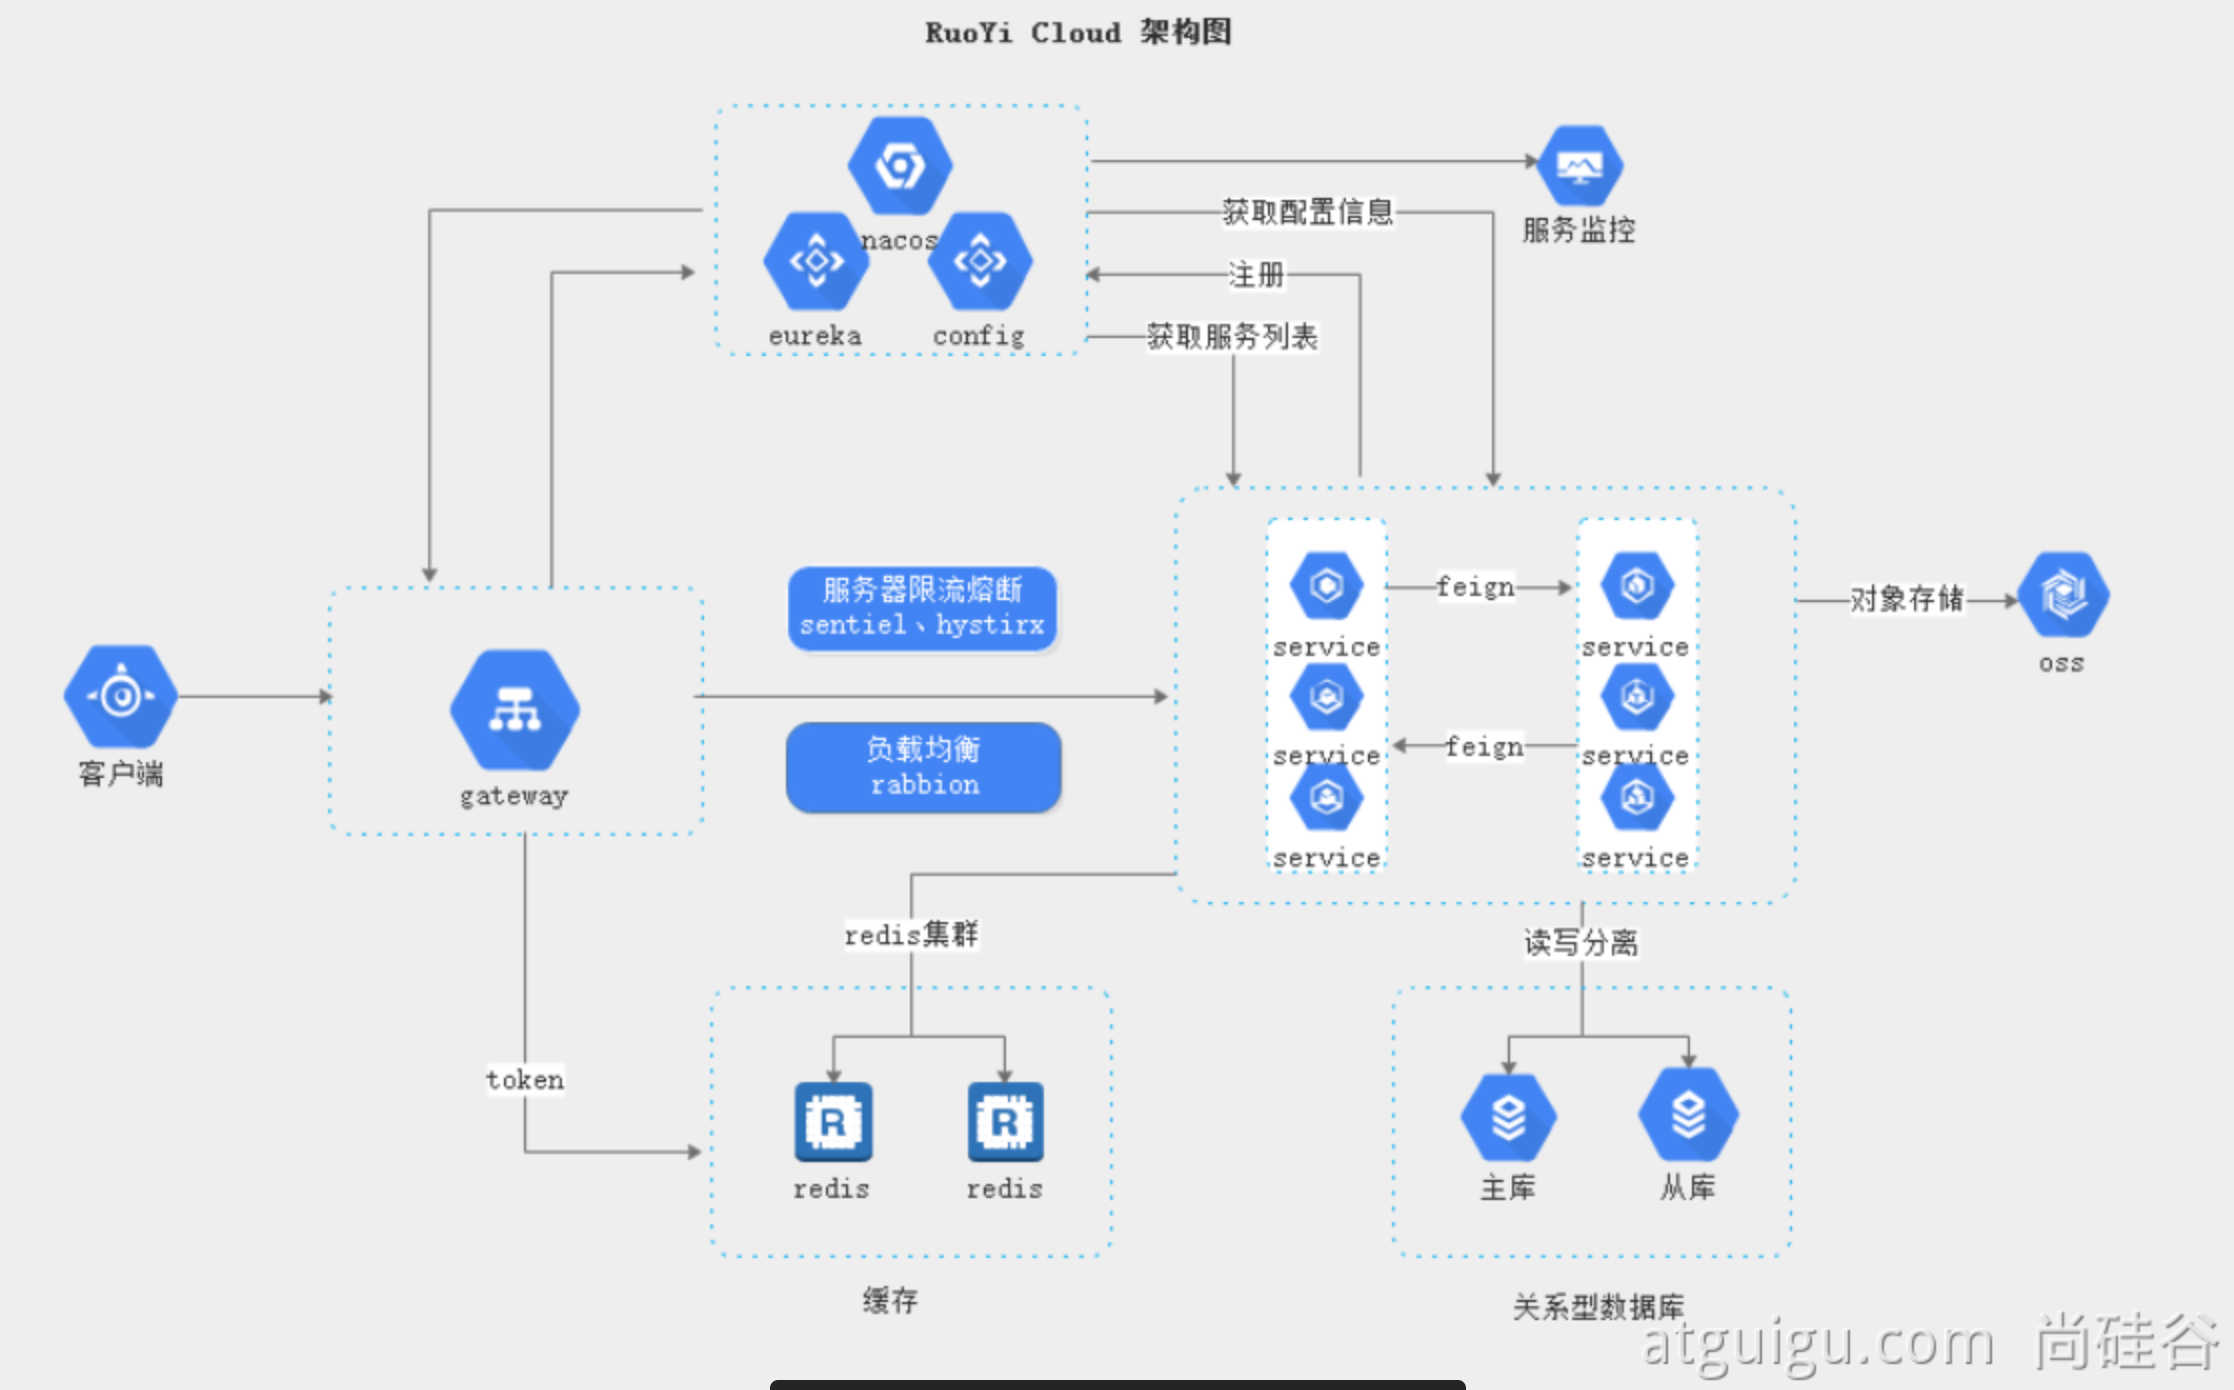 RuoYi Cloud 架构图
nacos
eureka
config
获取配置信息
注册
获取服务列表
服务监控
服务器限流熔断
sentiel、hystirx
负载均衡
rabbion
客户端
gateway
service
service
service
feign
feign
service
service
service
对象存储
oss
redis集群
读写分离
token
redis
redis
主库
从库
缓存
关系型数据库
atguigu.com 尚硅谷